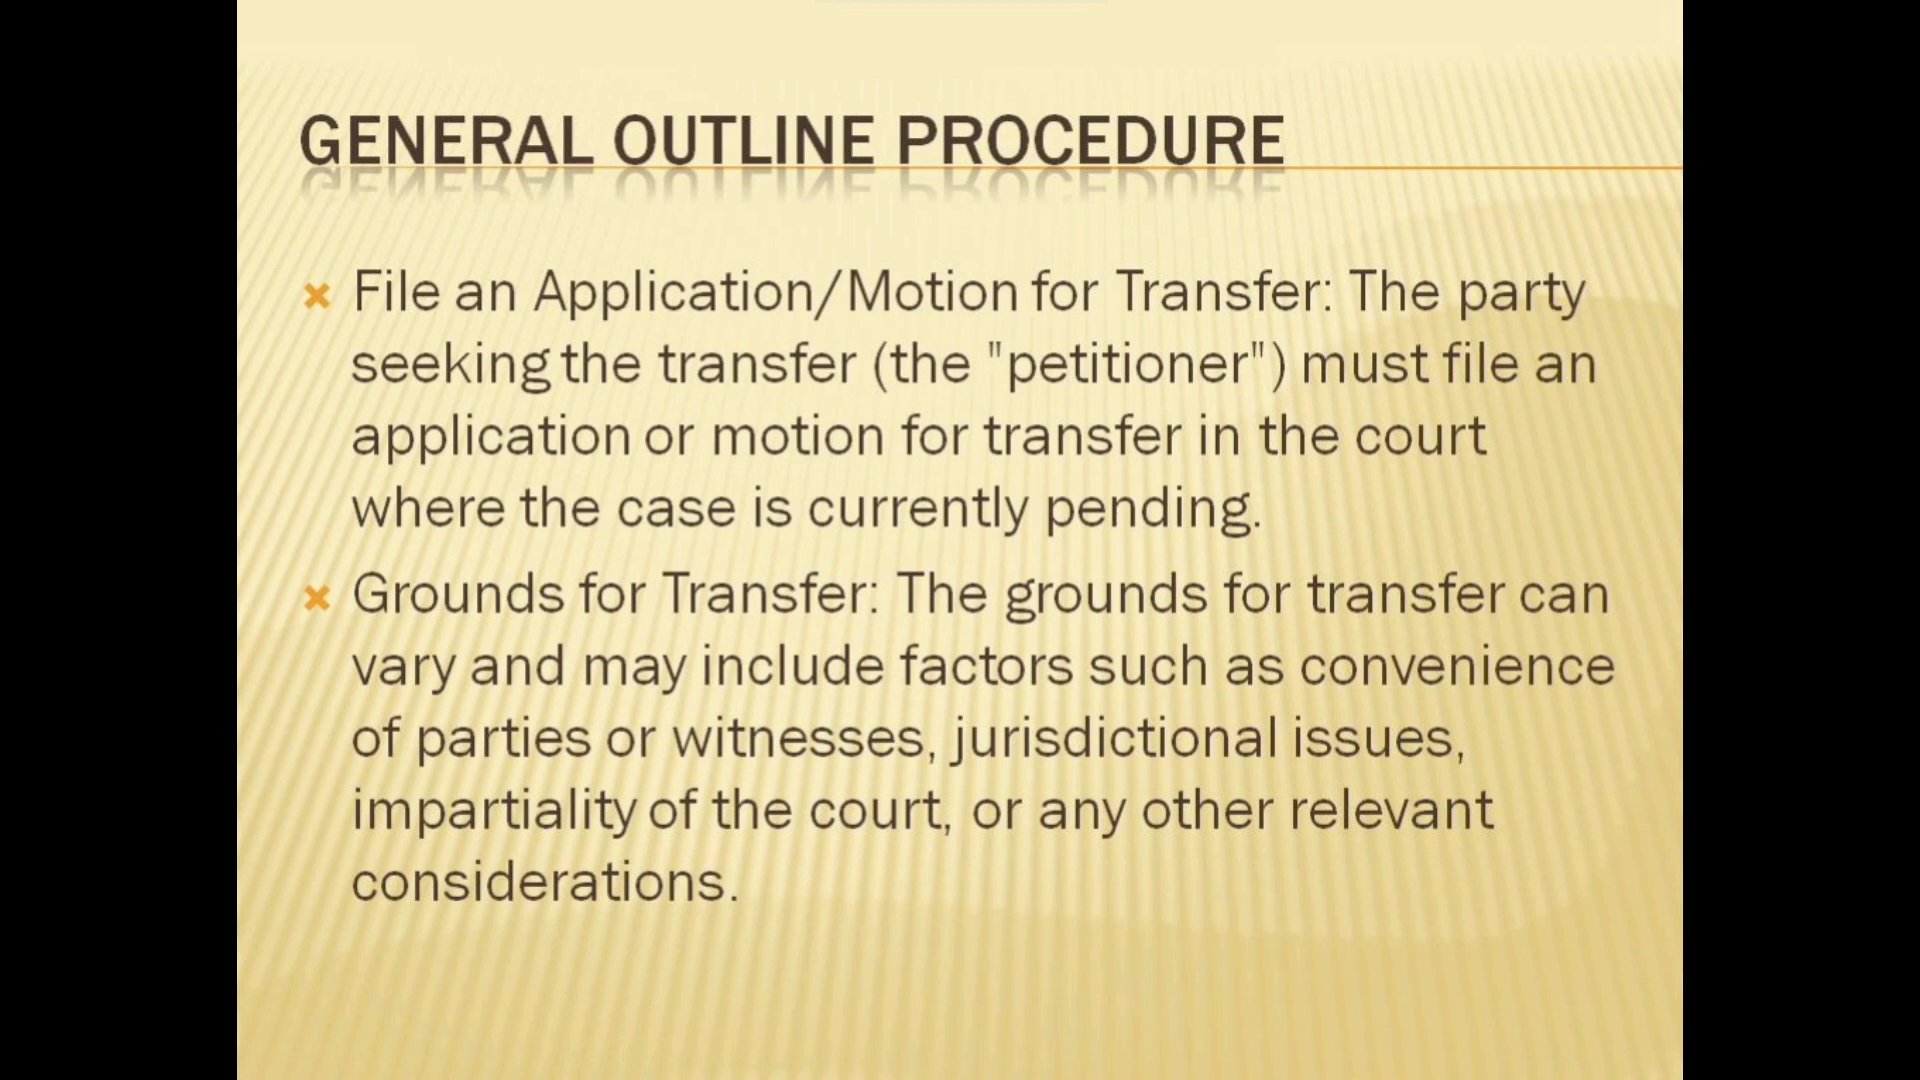 GENERAL OUTLINE PROCEDURE
File an Application/Motion for Transfer: The party
seeking the transfer (the "petitioner") must file an
application or motion for transfer in the court
where the case is currently pending.
Grounds for Transfer: The grounds for transfer can
vary and may include factors such as convenience
of parties or witnesses, jurisdictional issues,
impartiality of the court, or any other relevant
considerations.